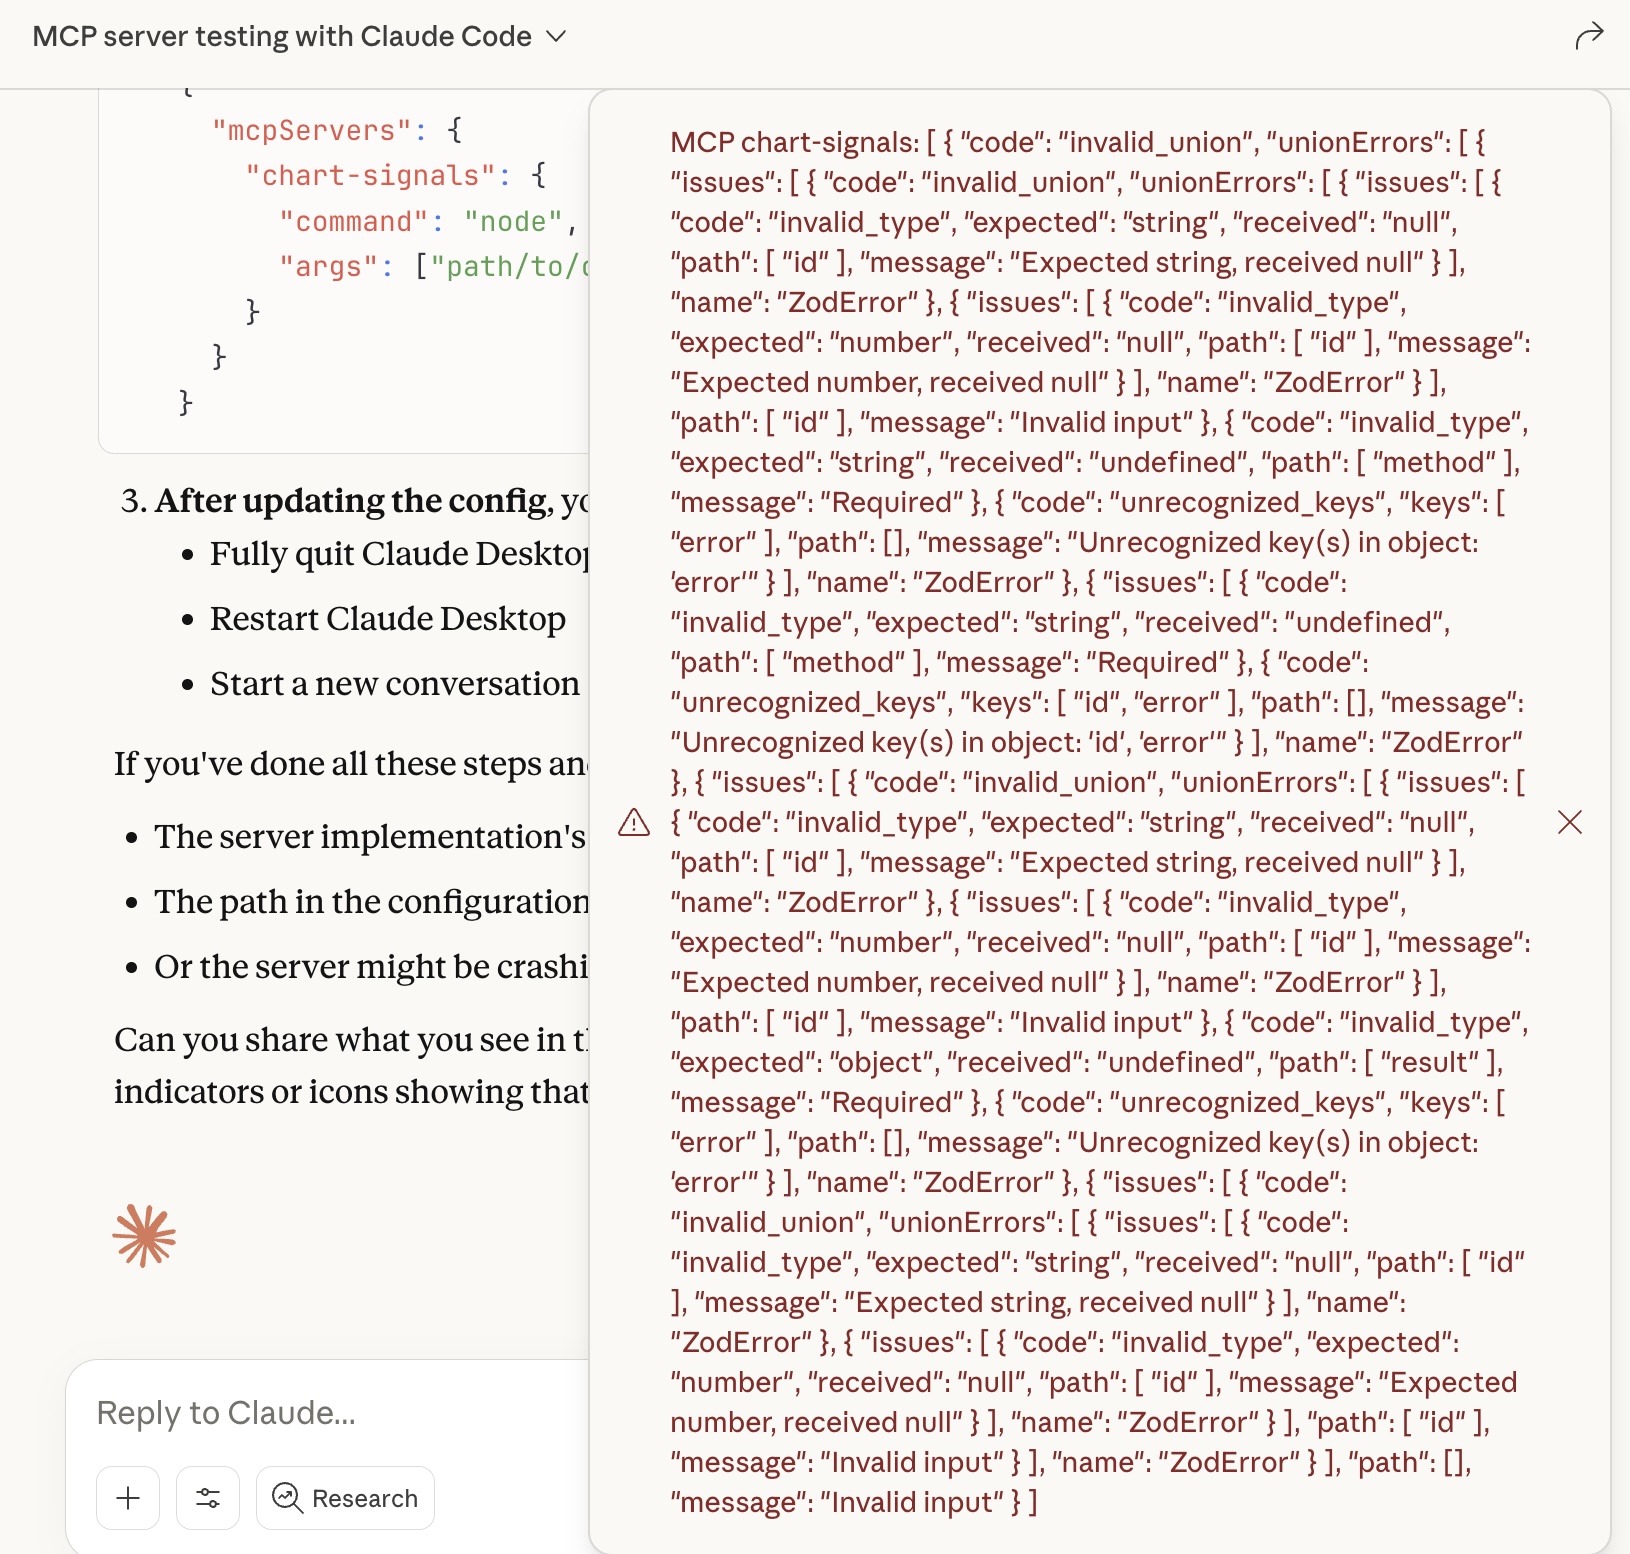 MCP server testing with Claude Code
{
"mcpServers": {
"chart-signals": {
"command": "node",
"args": ["path/to/
}
}
}
3. After updating the config, yo
• Fully quit Claude Desktop
• Restart Claude Desktop
• Start a new conversation
If you've done all these steps and
• The server implementation's
• The path in the configuration
• Or the server might be crashi
Can you share what you see in th
indicators or icons showing that
Reply to Claude...
Research
MCP chart-signals: [ { "code": "invalid_union", "unionErrors": [ {
"issues": [ { "code": "invalid_union", "unionErrors": [ { "issues": [ {
"code": "invalid_type", "expected": "string", "received": "null",
"path": [ "id" ], "message": "Expected string, received null" } ],
"name": "ZodError" }, { "issues": [ { "code": "invalid_type",
"expected": "number", "received": "null", "path": [ "id" ], "message":
"Expected number, received null" } ], "name": "ZodError" } ],
"path": [ "id" ], "message": "Invalid input" }, { "code": "invalid_type",
"expected": "string", "received": "undefined", "path": [ "method" ],
"message": "Required" }, { "code": "unrecognized_keys", "keys": [
"error" ], "path": [], "message": "Unrecognized key(s) in object:
'error'" } ], "name": "ZodError" }, { "issues": [ { "code":
"invalid_type", "expected": "string", "received": "undefined",
"path": [ "method" ], "message": "Required" }, { "code":
"unrecognized_keys", "keys": [ "id", "error" ], "path": [], "message":
"Unrecognized key(s) in object: 'id', 'error'" } ], "name": "ZodError"
}, { "issues": [ { "code": "invalid_union", "unionErrors": [ { "issues": [
{ "code": "invalid_type", "expected": "string", "received": "null",
"path": [ "id" ], "message": "Expected string, received null" } ],
"name": "ZodError" }, { "issues": [ { "code": "invalid_type",
"expected": "number", "received": "null", "path": [ "id" ], "message":
"Expected number, received null" } ], "name": "ZodError" } ],
"path": [ "id" ], "message": "Invalid input" }, { "code": "invalid_type",
"expected": "object", "received": "undefined", "path": [ "result" ],
"message": "Required" }, { "code": "unrecognized_keys", "keys": [
"error" ], "path": [], "message": "Unrecognized key(s) in object:
'error'" } ], "name": "ZodError" }, { "issues": [ { "code":
"invalid_union", "unionErrors": [ { "issues": [ { "code":
"invalid_type", "expected": "string", "received": "null", "path": [ "id"
], "message": "Expected string, received null" } ], "name":
"ZodError" }, { "issues": [ { "code": "invalid_type", "expected":
"number", "received": "null", "path": [ "id" ], "message": "Expected
number, received null" } ], "name": "ZodError" } ], "path": [ "id" ],
"message": "Invalid input" } ], "name": "ZodError" } ], "path": [],
"message": "Invalid input" } ]